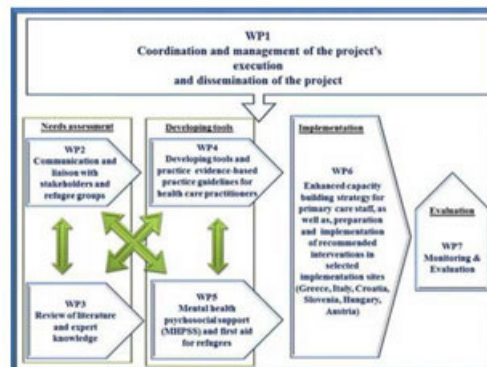 WP1
Coordination and management of the project's
execution
and dissemination of the project
Needs assessment
WP2
Communication and
liaison with
stakeholders and
refugee groups
WP3
Review of literature
and expert
knowledge
Developing tools
WP4
Developing tools and
practice evidence-based
practice guidelines for
health care practitioners
WP5
Mental health
psychosocial support
(MHPSS) and first aid
for refugees
Implementation
WP6
Enhanced capacity
building strategy for
primary care staff, as
well as, preparation
and implementation
of recommended
interventions in
selected
implementation sites
(Greece, Italy, Croatia,
Slovenia, Hungary,
Austria)
Evaluation
WP7
Monitoring &
Evaluation